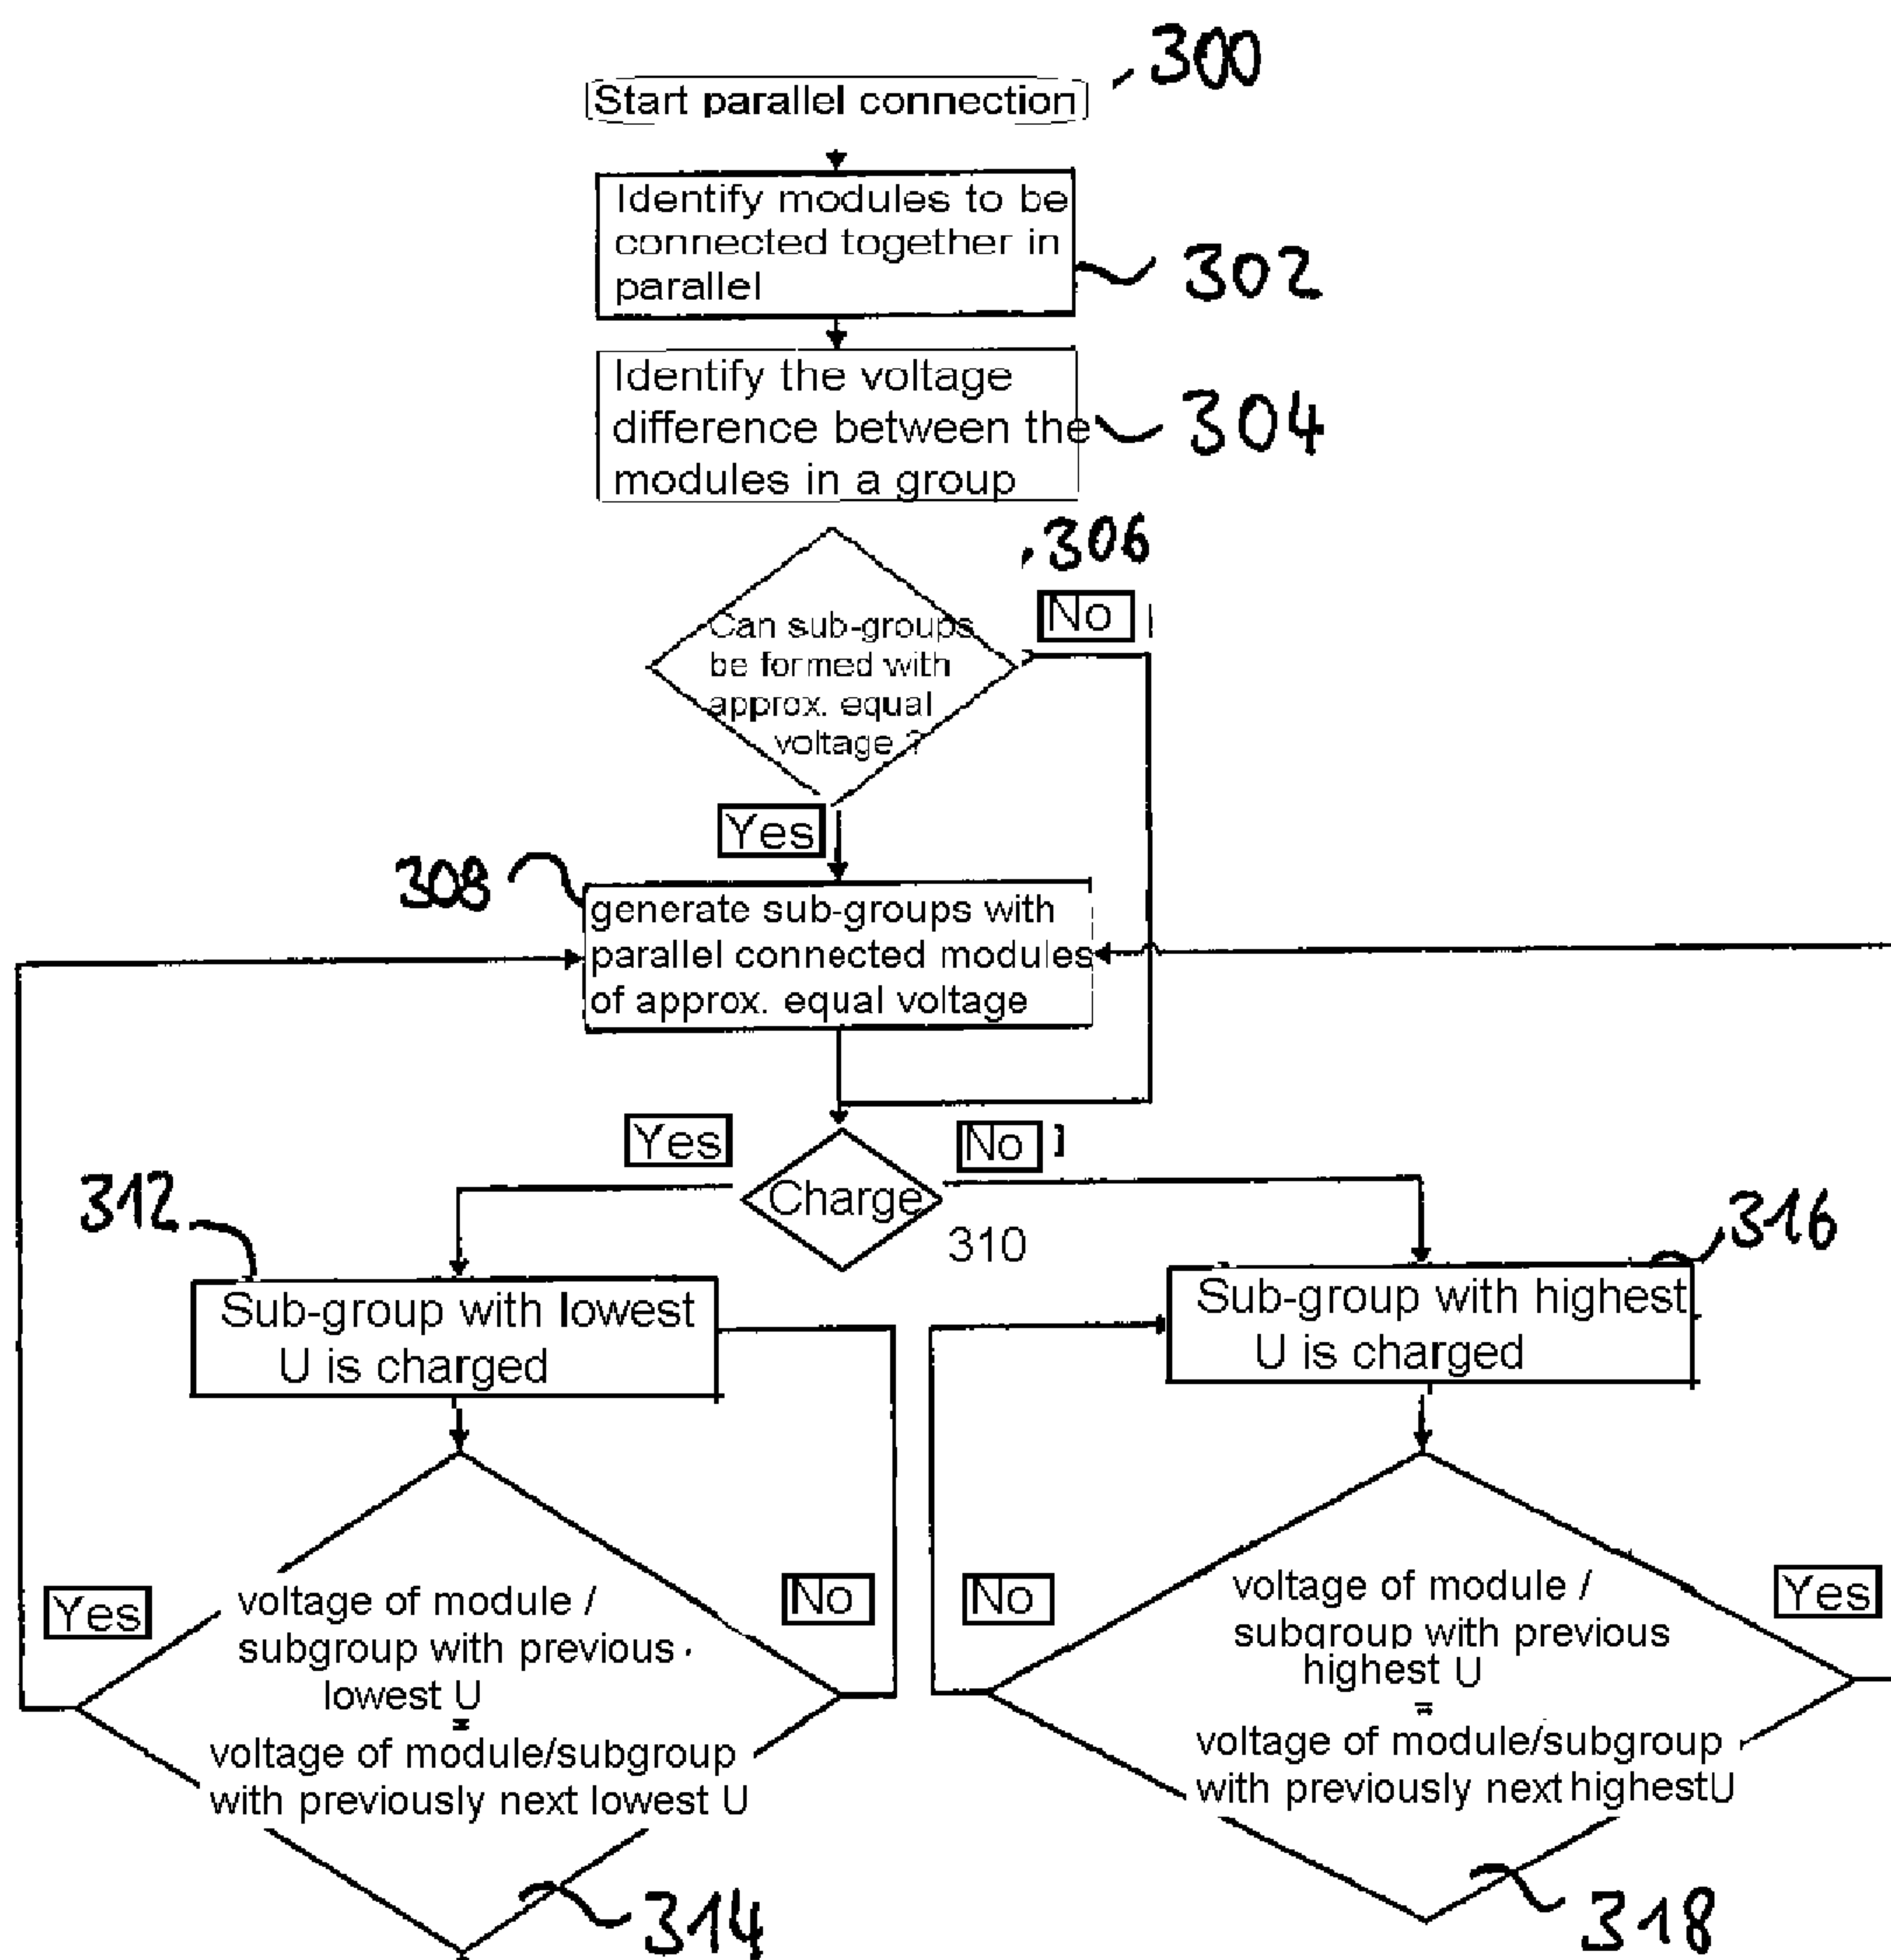 300
Start parallel connection
Identify modules to be
connected together in
parallel
302
Identify the voltage
difference between the
modules in a group
304
306
No
Can sub-groups
be formed with
approx. equal
voltage ?
Yes
308
generate sub-groups with
parallel connected modules
of approx. equal voltage
Yes
No
Charge
310
312
316
Sub-group with lowest
U is charged
Sub-group with highest
U is charged
Yes
voltage of module /
subgroup with previous
lowest U
=
voltage of module/subgroup
with previously next lowest U
No
314
No
voltage of module /
subgroup with previous
highest U
=
voltage of module/subgroup
with previously next highest U
Yes
318